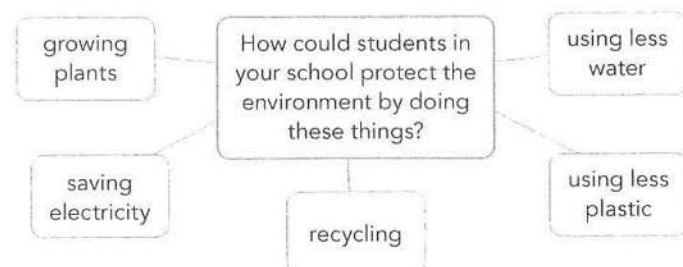 How could students in
your school protect the
environment by doing
these things?
growing
plants
using less
water
saving
electricity
recycling
using less
plastic